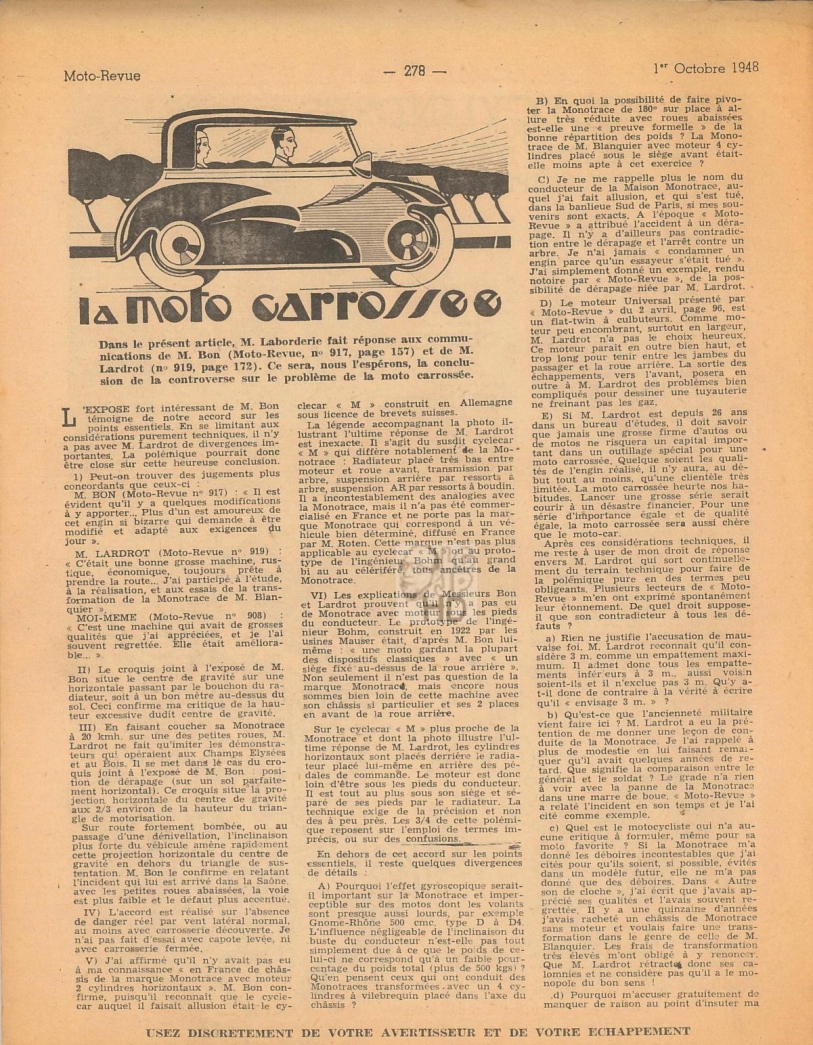 Moto-Revue
— 278 —
1er Octobre 1948
la moto carrossée
Dans le présent article, M. Laborderie fait réponse aux commu-
nications de M. Bon (Moto-Revue, n° 917, page 157) et de M.
Lardrot (n° 919, page 172). Ce sera, nous l'espérons, la conclu-
sion de la controverse sur le problème de la moto carrossée.
L'EXPOSE fort intéressant de M. Bon
témoigne de notre accord sur les
points essentiels. En se limitant aux
considérations purement techniques, il n'y
a pas avec M. Lardrot de divergences im-
portantes. La polémique pourrait donc
être close sur cette heureuse conclusion.
1) Peut-on trouver des jugements plus
concordants que ceux-ci :
M. BON (Moto-Revue n° 917) : « Il est
évident qu'il y a quelques modifications
à y apporter... Plus d'un est amoureux de
cet engin si bizarre qui demande à être
modifié et adapté aux exigences du
jour ».
M. LARDROT (Moto-Revue n° 919) :
« C'était une bonne grosse machine, rus-
tique, économique, toujours prête à
prendre la route... J'ai participé à l'étude,
à la réalisation, et aux essais de la trans-
formation de la Monotrace de M. Blan-
quier ».
MOI-MEME (Moto-Revue n° 908) :
« C'est une machine qui avait de grosses
qualités que j'ai appréciées, et je l'ai
souvent regrettée. Elle était améliora-
ble... ».
II) Le croquis joint à l'exposé de M.
Bon situe le centre de gravité sur une
horizontale passant par le bouchon du ra-
diateur, soit à un bon mètre au-dessus du
sol. Ceci confirme ma critique de la hau-
teur excessive dudit centre de gravité.
III) En faisant coucher sa Monotrace
à 20 kmh. sur une des petites roues, M.
Lardrot ne fait qu'imiter les démonstra-
teurs qui opéraient aux Champs Elysées
et au Bois. Il se met dans le cas du cro-
quis joint à l'exposé de M. Bon : posi-
tion de dérapage (sur un sol parfaite-
ment horizontal). Ce croquis situe la pro-
jection horizontale du centre de gravité
aux 2/3 environ de la hauteur du trian-
gle de motorisation.
Sur route fortement bombée, ou au
passage d'une dénivellation, l'inclinaison
plus forte du véhicule amène rapidement
cette projection horizontale du centre de
gravité en dehors du triangle de sus-
tentation. M. Bon le confirme en relatant
l'incident qui lui est arrivé dans la Saône
avec les petites roues abaissées, la voie
est plus faible et le défaut plus accentué.
IV) L'accord est réalisé sur l'absence
de danger réel par vent latéral normal,
au moins avec carrosserie découverte. Je
n'ai pas fait d'essai avec capote levée, ni
avec carrosserie fermée.
V) J'ai affirmé qu'il n'y avait pas eu
à ma connaissance « en France de châs-
sis de la marque Monotrace avec moteur
2 cylindres horizontaux ». M. Bon con-
firme, puisqu'il reconnait que le cycle-
car auquel il faisait allusion était le cy-
clecar « M » construit en Allemagne
sous licence de brevets suisses.
La légende accompagnant la photo il-
lustrant l'ultime réponse de M. Lardrot
est inexacte. Il s'agit du susdit cyclecar
« M » qui diffère notablement de la Mo-
notrace : Radiateur placé très bas entre
moteur et roue avant, transmission par
arbre, suspension arrière par ressorts à
arbre, suspension AR par ressorts à boudin.
Il a incontestablement des analogies avec
la Monotrace, mais il n'a pas été commer-
cialisé en France et ne porte pas la mar-
que Monotrace qui correspond à un vé-
hicule bien déterminé, diffusé en France
par M. Roten. Cette marque n'est pas plus
applicable au cyclecar « M » qu'au proto-
type de l'ingénieur Bohm, qu'au grand
bi au au célérifère, tous ancêtres de la
Monotrace.
VI) Les explications de Messieurs Bon
et Lardrot prouvent qu'il n'y a pas eu
de Monotrace avec moteur sous les pieds
du conducteur. Le prototype de l'ingé-
nieur Bohm, construit en 1922 par les
usines Mauser était, d'après M. Bon lui-
même : « une moto gardant la plupart
des dispositifs classiques » avec « un
siège fixé au-dessus de la roue arrière ».
Non seulement il n'est pas question de la
marque Monotrace, mais encore nous
sommes bien loin de cette machine avec
son châssis si particulier et ses 2 places
en avant de la roue arrière.
Sur le cyclecar « M » plus proche de la
Monotrace et dont la photo illustre l'ul-
time réponse de M. Lardrot, les cylindres
horizontaux sont placés derrière le radia-
teur placé lui-même en arrière des pé-
dales de commande. Le moteur est donc
loin d'être sous les pieds du conducteur.
Il est tout au plus sous son siège et sé-
paré de ses pieds par le radiateur. La
technique exige de la précision et non
des à peu près. Les 3/4 de cette polémi-
que reposent sur l'emploi de termes im-
précis, ou sur des confusions.
En dehors de cet accord sur les points
essentiels, il reste quelques divergences
de détails :
A) Pourquoi l'effet gyroscopique serait-
il important sur la Monotrace et imper-
ceptible sur des motos dont les volants
sont presque aussi lourds, par exemple
Gnome-Rhône 500 cmc. type D à D4.
L'influence négligeable de l'inclinaison du
buste du conducteur n'est-elle pas tout
simplement due à ce que le poids de ce-
lui-ci ne correspond qu'à un faible pour-
centage du poids total (plus de 500 kgs) ?
Qu'en pensent ceux qui ont conduit des
Monotraces transformées avec un 4 cy-
lindres à vilebrequin placé dans l'axe du
châssis ?
B) En quoi la possibilité de faire pivo-
ter la Monotrace de 180° sur place à al-
lure très réduite avec roues abaissées
est-elle une « preuve formelle » de la
bonne répartition des poids ? La Mono-
trace de M. Blanquier avec moteur 4 cy-
lindres placé sous le siège avant était-
elle moins apte à cet exercice ?
C) Je ne me rappelle plus le nom du
conducteur de la Maison Monotrace, au-
quel j'ai fait allusion, et qui s'est tué,
dans la banlieue Sud de Paris, si mes sou-
venirs sont exacts. A l'époque « Moto-
Revue » a attribué l'accident à un déra-
page. Il n'y a d'ailleurs pas contradic-
tion entre le dérapage et l'arrêt contre un
arbre. Je n'ai jamais « condamner un
engin parce qu'un essayeur s'était tué ».
J'ai simplement donné un exemple, rendu
notoire par « Moto-Revue », de la pos-
sibilité de dérapage niée par M. Lardrot.
D) Le moteur Universal présenté par
« Moto-Revue » du 2 avril, page 96, est
un flat-twin à culbuteurs. Comme mo-
teur peu encombrant, surtout en largeur,
M. Lardrot n'a pas le choix heureux.
Ce moteur paraît en outre bien haut, et
trop long pour tenir entre les jambes du
passager et la roue arrière. La sortie des
échappements, vers l'avant, posera en
outre à M. Lardrot des problèmes bien
compliqués pour dessiner une tuyauterie
ne freinant pas les gaz.
E) Si M. Lardrot est depuis 26 ans
dans un bureau d'études, il doit savoir
que jamais une grosse firme d'autos ou
de motos ne risquera un capital impor-
tant dans un outillage spécial pour une
moto carrossée. Quelque soient les quali-
tés de l'engin réalisé, il n'y aura, au dé-
but tout au moins, qu'une clientèle très
limitée. La moto carrossée heurte nos ha-
bitudes. Lancer une grosse série serait
courir à un désastre financier. Pour une
série d'importance égale et de qualité
égale, la moto carrossée sera aussi chère
que le moto-car.
Après ces considérations techniques, il
me reste à user de mon droit de réponse
envers M. Lardrot qui sort continuelle-
ment du terrain technique pour faire de
la polémique pure en des termes peu
obligeants. Plusieurs lecteurs de « Moto-
Revue » m'en ont exprimé spontanément
leur étonnement. De quel droit suppose-
il que son contradicteur à tous les dé-
fauts ?
a) Rien ne justifie l'accusation de mau-
vaise foi. M. Lardrot reconnaît qu'il con-
sidère 3 m. comme un empattement maxi-
mum. Il admet donc tous les empatte-
ments inférieurs à 3 m., aussi voisin
soient-ils et il n'exclue pas 3 m. Qu'y a-
t-il donc de contraire à la vérité à écrire
qu'il « envisage 3 m. » ?
b) Qu'est-ce que l'ancienneté militaire
vient faire ici ? M. Lardrot a eu la pré-
tention de me donner une leçon de con-
duite de la Monotrace. Je l'ai rappelé à
plus de modestie en lui faisant remar-
quer qu'il avait quelques années de re-
tard. Que signifie la comparaison entre le
général et le soldat ? Le grade n'a rien
à voir avec la panne de la Monotrace
dans une marre de boue. « Moto-Revue »
a relaté l'incident en son temps et je l'ai
cité comme exemple.
c) Quel est le motocycliste qui n'a au-
cune critique à formuler, même pour sa
moto favorite ? Si la Monotrace m'a
donné les déboires incontestables que j'ai
cités pour qu'ils soient, si possible, évités
dans un modèle futur, elle ne m'a pas
donné que des déboires. Dans « Autre
son de cloche », j'ai écrit que j'avais ap-
précié ses qualités et l'avais souvent re-
grettée. Il y a une quinzaine d'années
j'avais racheté un châssis de Monotrace
sans moteur et voulais faire une trans-
formation dans le genre de celle de M.
Blanquier. Les frais de transformation
très élevés m'ont obligé à y renoncer.
Que M. Lardrot rétracte donc ses ca-
lomnies et ne considère pas qu'il a le mo-
nopole du bon sens !
d) Pourquoi m'accuser gratuitement de
manquer de raison au point d'insuter ma
USEZ DISCRETEMENT DE VOTRE AVERTISSEUR ET DE VOTRE ECHAPPEMENT